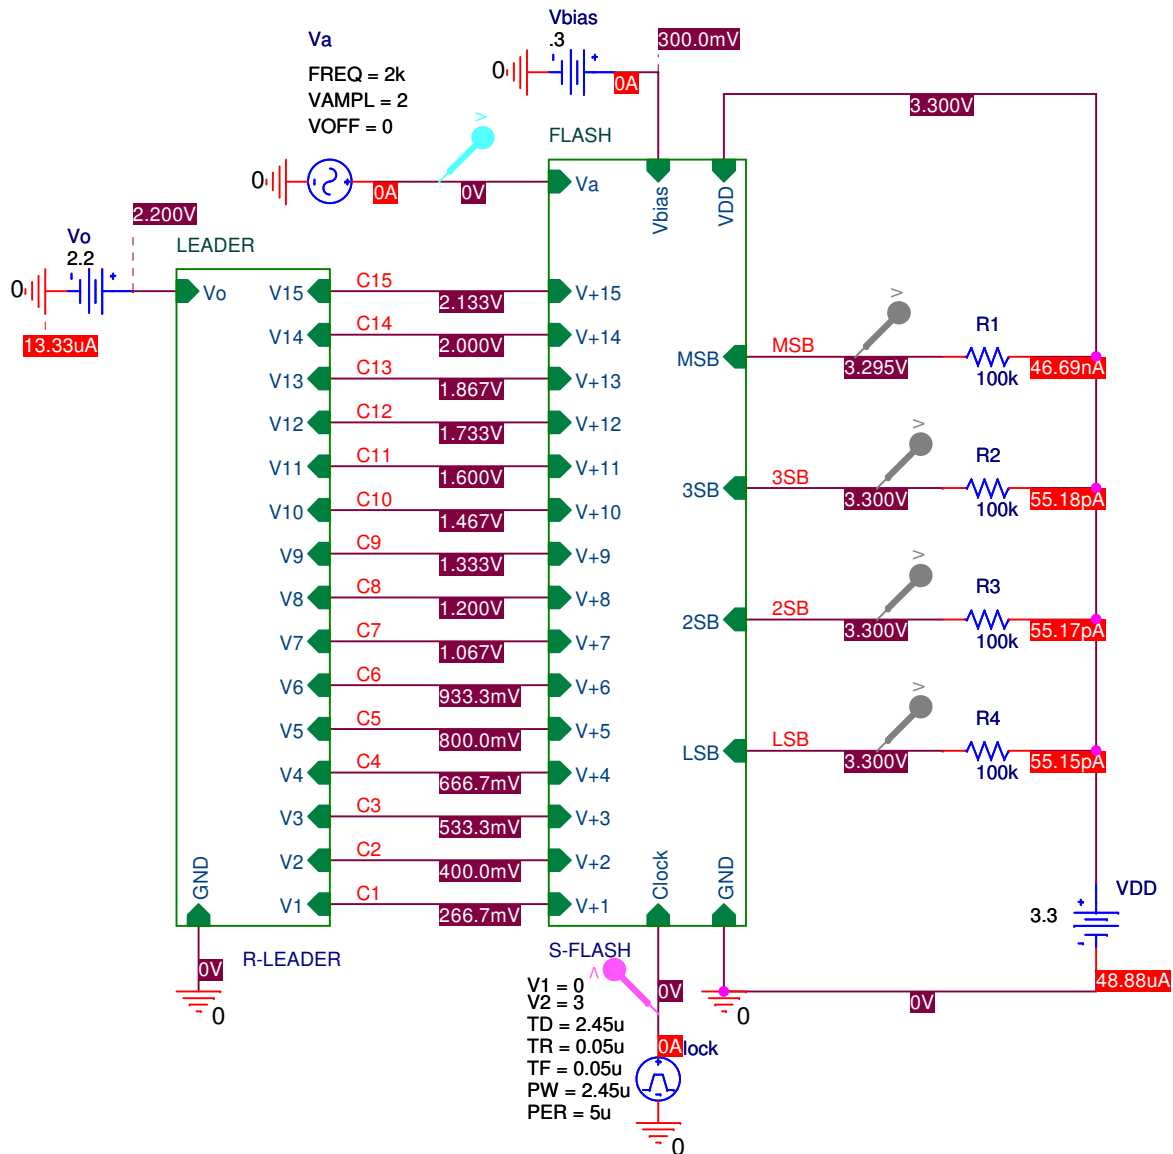 Vbias
.3
300.0mV
0
0A
Va
FREQ = 2k
VAMPL = 2
VOFF = 0
V
0
0A
0V
FLASH
Va
Vbias
VDD
3.300V
2.200V
Vo
2.2
0
13.33uA
LEADER
Vo
V15
C15
2.133V
V+15
V14
C14
2.000V
V+14
V13
C13
1.867V
V+13
V12
C12
1.733V
V+12
V11
C11
1.600V
V+11
V10
C10
1.467V
V+10
V9
C9
1.333V
V+9
V8
C8
1.200V
V+8
V7
C7
1.067V
V+7
V6
C6
933.3mV
V+6
V5
C5
800.0mV
V+5
V4
C4
666.7mV
V+4
V3
C3
533.3mV
V+3
V2
C2
400.0mV
V+2
V1
C1
266.7mV
V+1
MSB
MSB
V
3.295V
R1
100k
46.69nA
3SB
3SB
V
3.300V
R2
100k
55.18pA
2SB
2SB
V
3.300V
R3
100k
55.17pA
LSB
LSB
V
3.300V
R4
100k
55.15pA
GND
Clock
GND
R-LEADER
0V
0
S-FLASH
V
V1 = 0
V2 = 3
TD = 2.45u
TR = 0.05u
TF = 0.05u
PW = 2.45u
PER = 5u
0V
0A
lock
0
0
0V
VDD
3.3
48.88uA